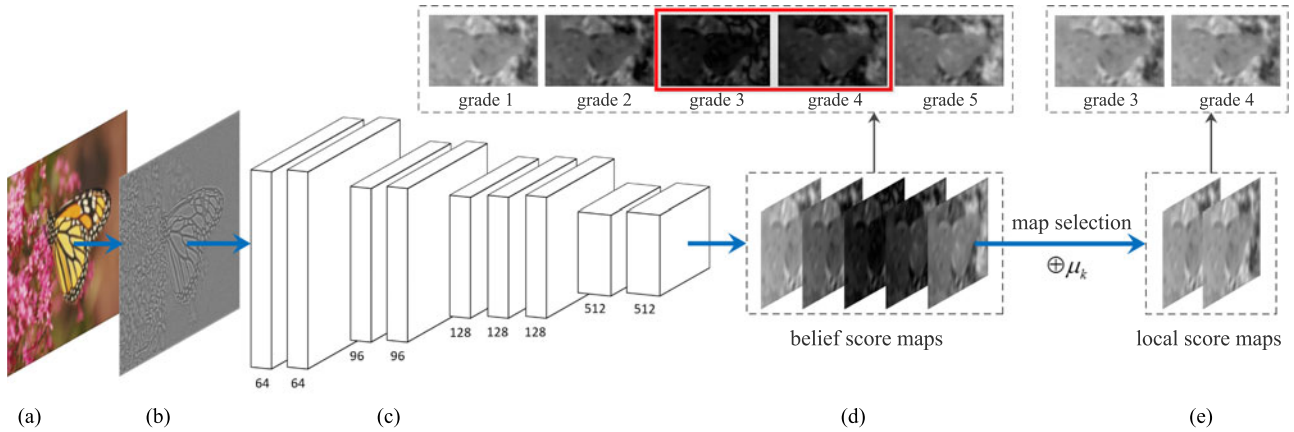 grade 1 grade 2 grade 3 grade 4 grade 5
grade 3 grade 4
64 64 96 96 128 128 128 512 512
map selection
⊕μk
belief score maps
local score maps
(a) (b) (c) (d) (e)